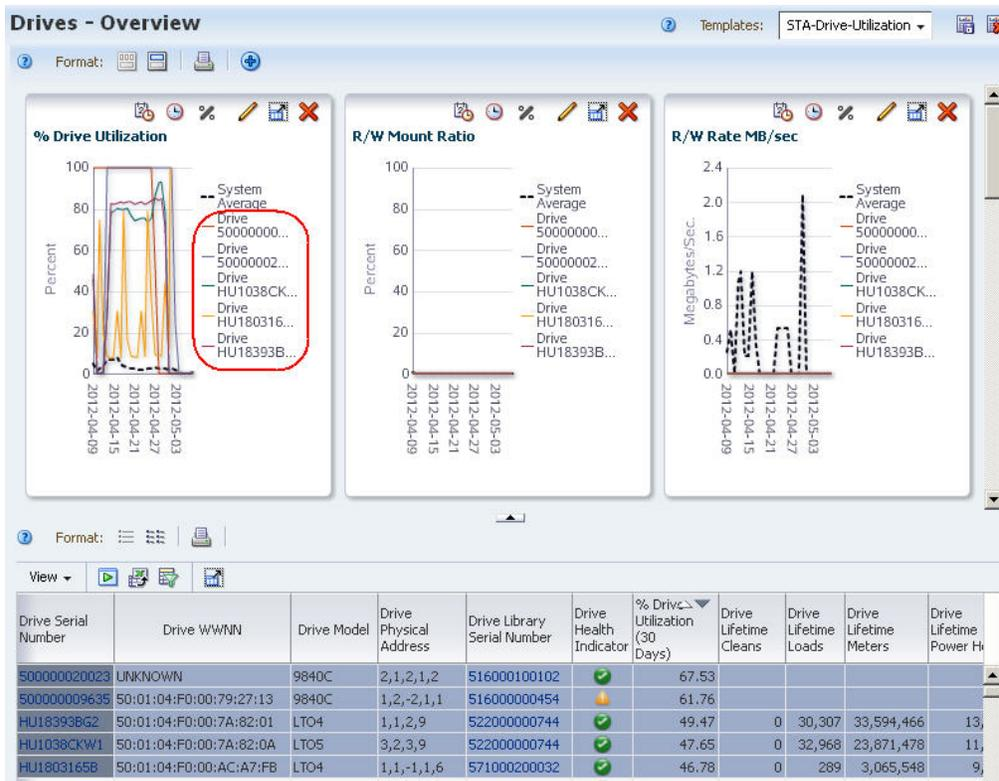 Drives - Overview
Templates: STA-Drive-Utilization
Format:
% Drive Utilization
100
80
60
40
20
0
Percent
2012-04-09
2012-04-15
2012-04-21
2012-04-27
2012-05-03
System
Average
Drive
50000000...
Drive
50000002...
Drive
HU1038CK...
Drive
HU180316...
Drive
HU18393B...
R/W Mount Ratio
100
80
60
40
20
0
Percent
2012-04-09
2012-04-15
2012-04-21
2012-04-27
2012-05-03
System
Average
Drive
50000000...
Drive
50000002...
Drive
HU1038CK...
Drive
HU180316...
Drive
HU18393B...
R/W Rate MB/sec
2.4
2.0
1.6
1.2
0.8
0.4
0.0
Megabytes/Sec.
2012-04-09
2012-04-15
2012-04-21
2012-04-27
2012-05-03
System
Average
Drive
50000000...
Drive
50000002...
Drive
HU1038CK...
Drive
HU180316...
Drive
HU18393B...
Format:
View
Drive Serial Number
Drive WWNN
Drive Model
Drive Physical Address
Drive Library Serial Number
Drive Health Indicator
% Drive Utilization (30 Days)
Drive Lifetime Cleans
Drive Lifetime Loads
Drive Lifetime Meters
Drive Lifetime Power
500000020023 UNKNOWN 9840C 2,1,2,1,2 516000100102 67.53
500000009635 50:01:04:F0:00:79:27:13 9840C 1,2,-2,1,1 516000000454 61.76
HU18393BG2 50:01:04:F0:00:7A:82:01 LTO4 1,1,2,9 522000000744 49.47 0 30,307 33,594,466 13,
HU1038CKW1 50:01:04:F0:00:7A:82:0A LTO5 3,2,3,9 522000000744 47.65 0 32,968 23,871,478 11,
HU1803165B 50:01:04:F0:00:AC:A7:FB LTO4 1,1,-1,1,6 571000200032 46.78 0 289 3,065,548 9,